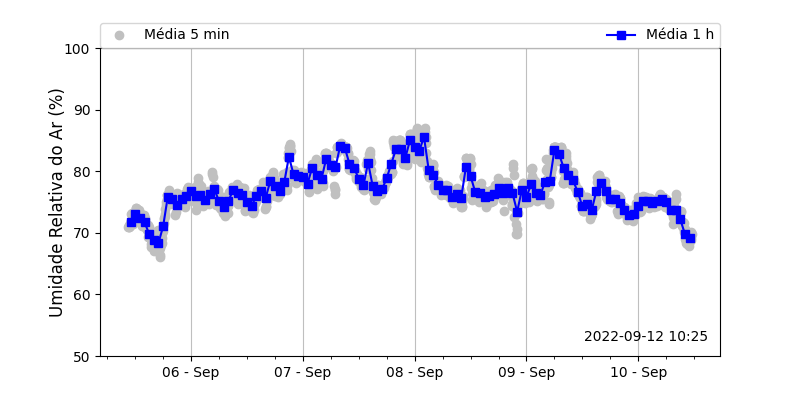 Média 5 min
Média 1 h
Umidade Relativa do Ar (%)
100
90
80
70
60
50
2022-09-12 10:25
06 - Sep
07 - Sep
08 - Sep
09 - Sep
10 - Sep